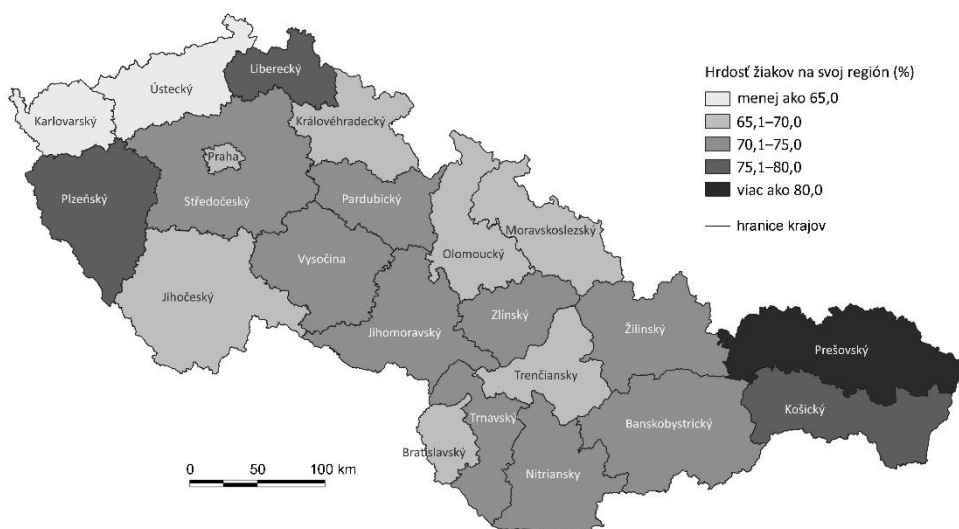 Liberecký
Hrdosť žiakov na svoj región (%)
menej ako 65,0
65,1–70,0
70,1–75,0
75,1–80,0
viac ako 80,0
hranice krajov
Ústecký
Karlovarský
Královéhradecký
Praha
Plzeňský
Středočeský
Pardubický
Moravskoslezský
Olomoucký
Vysočina
Jihočeský
Zlínský
Jihomoravský
Žilinský
Prešovský
Trenčiansky
Košický
Trnavský
Banskobystrický
Bratislavský
Nitriansky
0 50 100 km